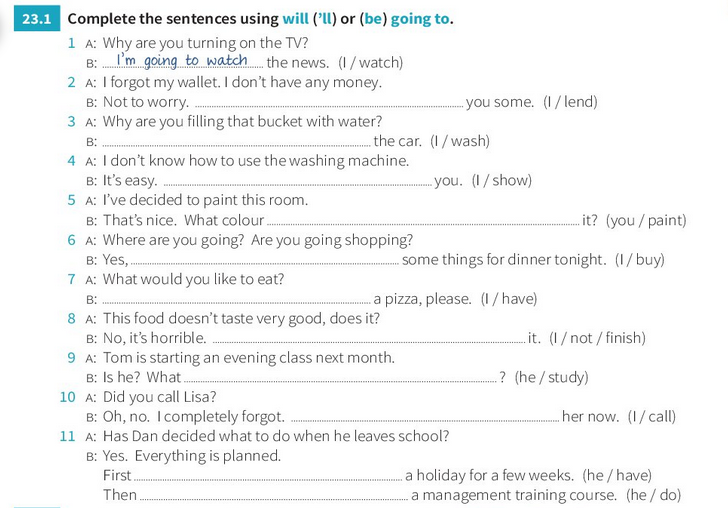 23.1 Complete the sentences using will ('ll) or (be) going to.
1 A: Why are you turning on the TV?
B: I'm going to watch the news. (I / watch)
2 A: I forgot my wallet. I don't have any money.
B: Not to worry. ........ you some. (I / lend)
3 A: Why are you filling that bucket with water?
B: ........ the car. (I / wash)
4 A: I don't know how to use the washing machine.
B: It's easy. ........ you. (I / show)
5 A: I've decided to paint this room.
B: That's nice. What colour ........ it? (you / paint)
6 A: Where are you going? Are you going shopping?
B: Yes, ........ some things for dinner tonight. (I / buy)
7 A: What would you like to eat?
B: ........ a pizza, please. (I / have)
8 A: This food doesn't taste very good, does it?
B: No, it's horrible. ........ it. (I / not / finish)
9 A: Tom is starting an evening class next month.
B: Is he? What ........ ? (he / study)
10 A: Did you call Lisa?
B: Oh, no. I completely forgot. ........ her now. (I / call)
11 A: Has Dan decided what to do when he leaves school?
B: Yes. Everything is planned.
First ........ a holiday for a few weeks. (he / have)
Then ........ a management training course. (he / do)